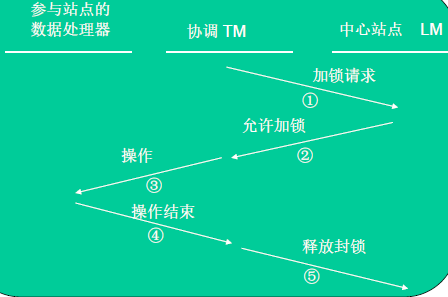 参与站点的
数据处理器
协调 TM
中心站点 LM
加锁请求
①
允许加锁
②
操作
③
操作结束
④
释放封锁
⑤